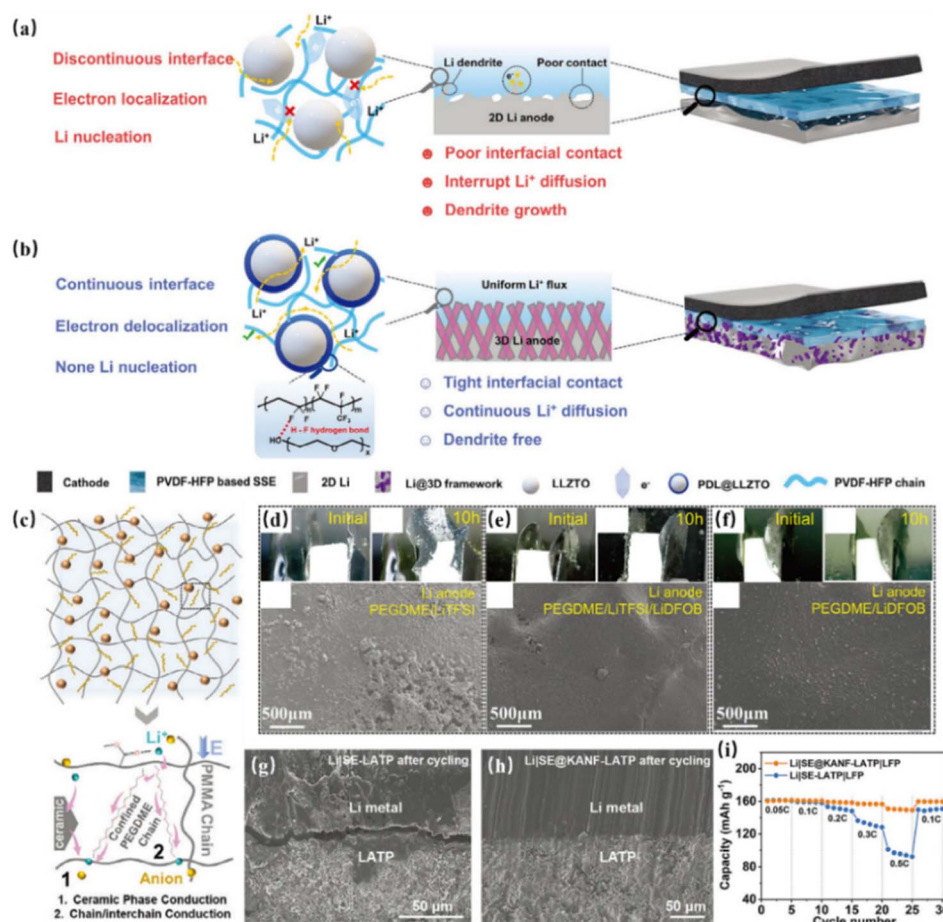 (a)
Discontinuous interface
Electron localization
Li nucleation
Li⁺
Li⁺
Li⁺
Li dendrite
e⁻
Poor contact
2D Li anode
Poor interfacial contact
Interrupt Li⁺ diffusion
Dendrite growth
(b)
Continuous interface
Electron delocalization
None Li nucleation
Li⁺
Li⁺
Li⁺
Uniform Li⁺ flux
3D Li anode
Tight interfacial contact
Continuous Li⁺ diffusion
Dendrite free
F F F
m m
F F CF₃
H - F hydrogen bond
HO O x
Cathode PVDF-HFP based SSE 2D Li Li@3D framework LLZTO e⁻ PDL@LLZTO PVDF-HFP chain
(c)
Li⁺
E
ceramic
Confined
PEGDME
Chain
PMMA Chain
1
2
Anion
1. Ceramic Phase Conduction
2. Chain/interchain Conduction
(d)
Initial
10h
Li anode
PEGDME/LiTFSI
500μm
(e)
Initial
10h
Li anode
PEGDME/LiTFSI/LiDFOB
500μm
(f)
Initial
10h
Li anode
PEGDME/LiDFOB
500μm
(g)
Li|SE-LATP after cycling
Li metal
LATP
50 μm
(h)
Li|SE@KANF-LATP after cycling
Li metal
LATP
50 μm
(i)
Li|SE@KANF-LATP|LFP
Li|SE-LATP|LFP
Capacity (mAh g⁻¹)
240
200
160
120
80
0.05C 0.1C 0.2C 0.3C 0.5C 0.1C
0 5 10 15 20 25 30
Cycle number